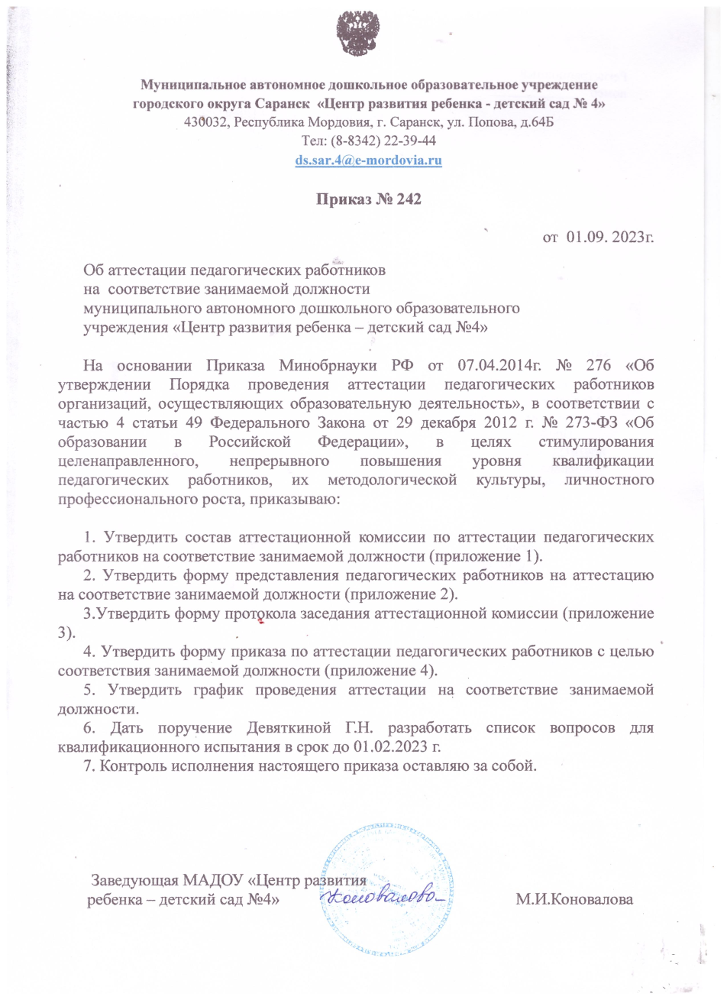 Муниципальное автономное дошкольное образовательное учреждение
городского округа Саранск «Центр развития ребенка - детский сад № 4»
430032, Республика Мордовия, г. Саранск, ул. Попова, д.64Б
Тел: (8-8342) 22-39-44
ds.sar.4@e-mordovia.ru
Приказ № 242
от 01.09. 2023г.
Об аттестации педагогических работников
на соответствие занимаемой должности
муниципального автономного дошкольного образовательного
учреждения «Центр развития ребенка – детский сад №4»
На основании Приказа Минобрнауки РФ от 07.04.2014г. № 276 «Об
утверждении Порядка проведения аттестации педагогических работников
организаций, осуществляющих образовательную деятельность», в соответствии с
частью 4 статьи 49 Федерального Закона от 29 декабря 2012 г. № 273-ФЗ «Об
образовании в Российской Федерации», в целях стимулирования
целенаправленного, непрерывного повышения уровня квалификации
педагогических работников, их методологической культуры, личностного
профессионального роста, приказываю:
1. Утвердить состав аттестационной комиссии по аттестации педагогических
работников на соответствие занимаемой должности (приложение 1).
2. Утвердить форму представления педагогических работников на аттестацию
на соответствие занимаемой должности (приложение 2).
3.Утвердить форму протокола заседания аттестационной комиссии (приложение
3).
4. Утвердить форму приказа по аттестации педагогических работников с целью
соответствия занимаемой должности (приложение 4).
5. Утвердить график проведения аттестации на соответствие занимаемой
должности.
6. Дать поручение Девяткиной Г.Н. разработать список вопросов для
квалификационного испытания в срок до 01.02.2023 г.
7. Контроль исполнения настоящего приказа оставляю за собой.
Заведующая МАДОУ «Центр развития
ребенка – детский сад №4» Коновалова М.И.Коновалова